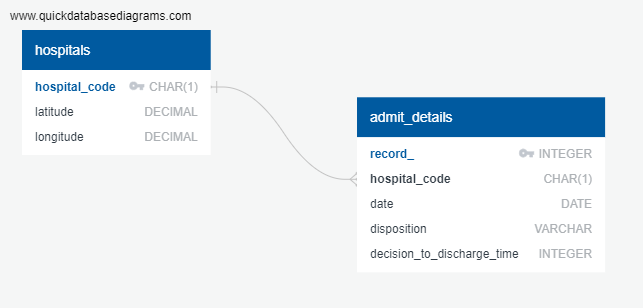 www.quickdatabasediagrams.com
hospitals
hospital_code CHAR(1)
latitude DECIMAL
longitude DECIMAL
admit_details
record_ INTEGER
hospital_code CHAR(1)
date DATE
disposition VARCHAR
decision_to_discharge_time INTEGER